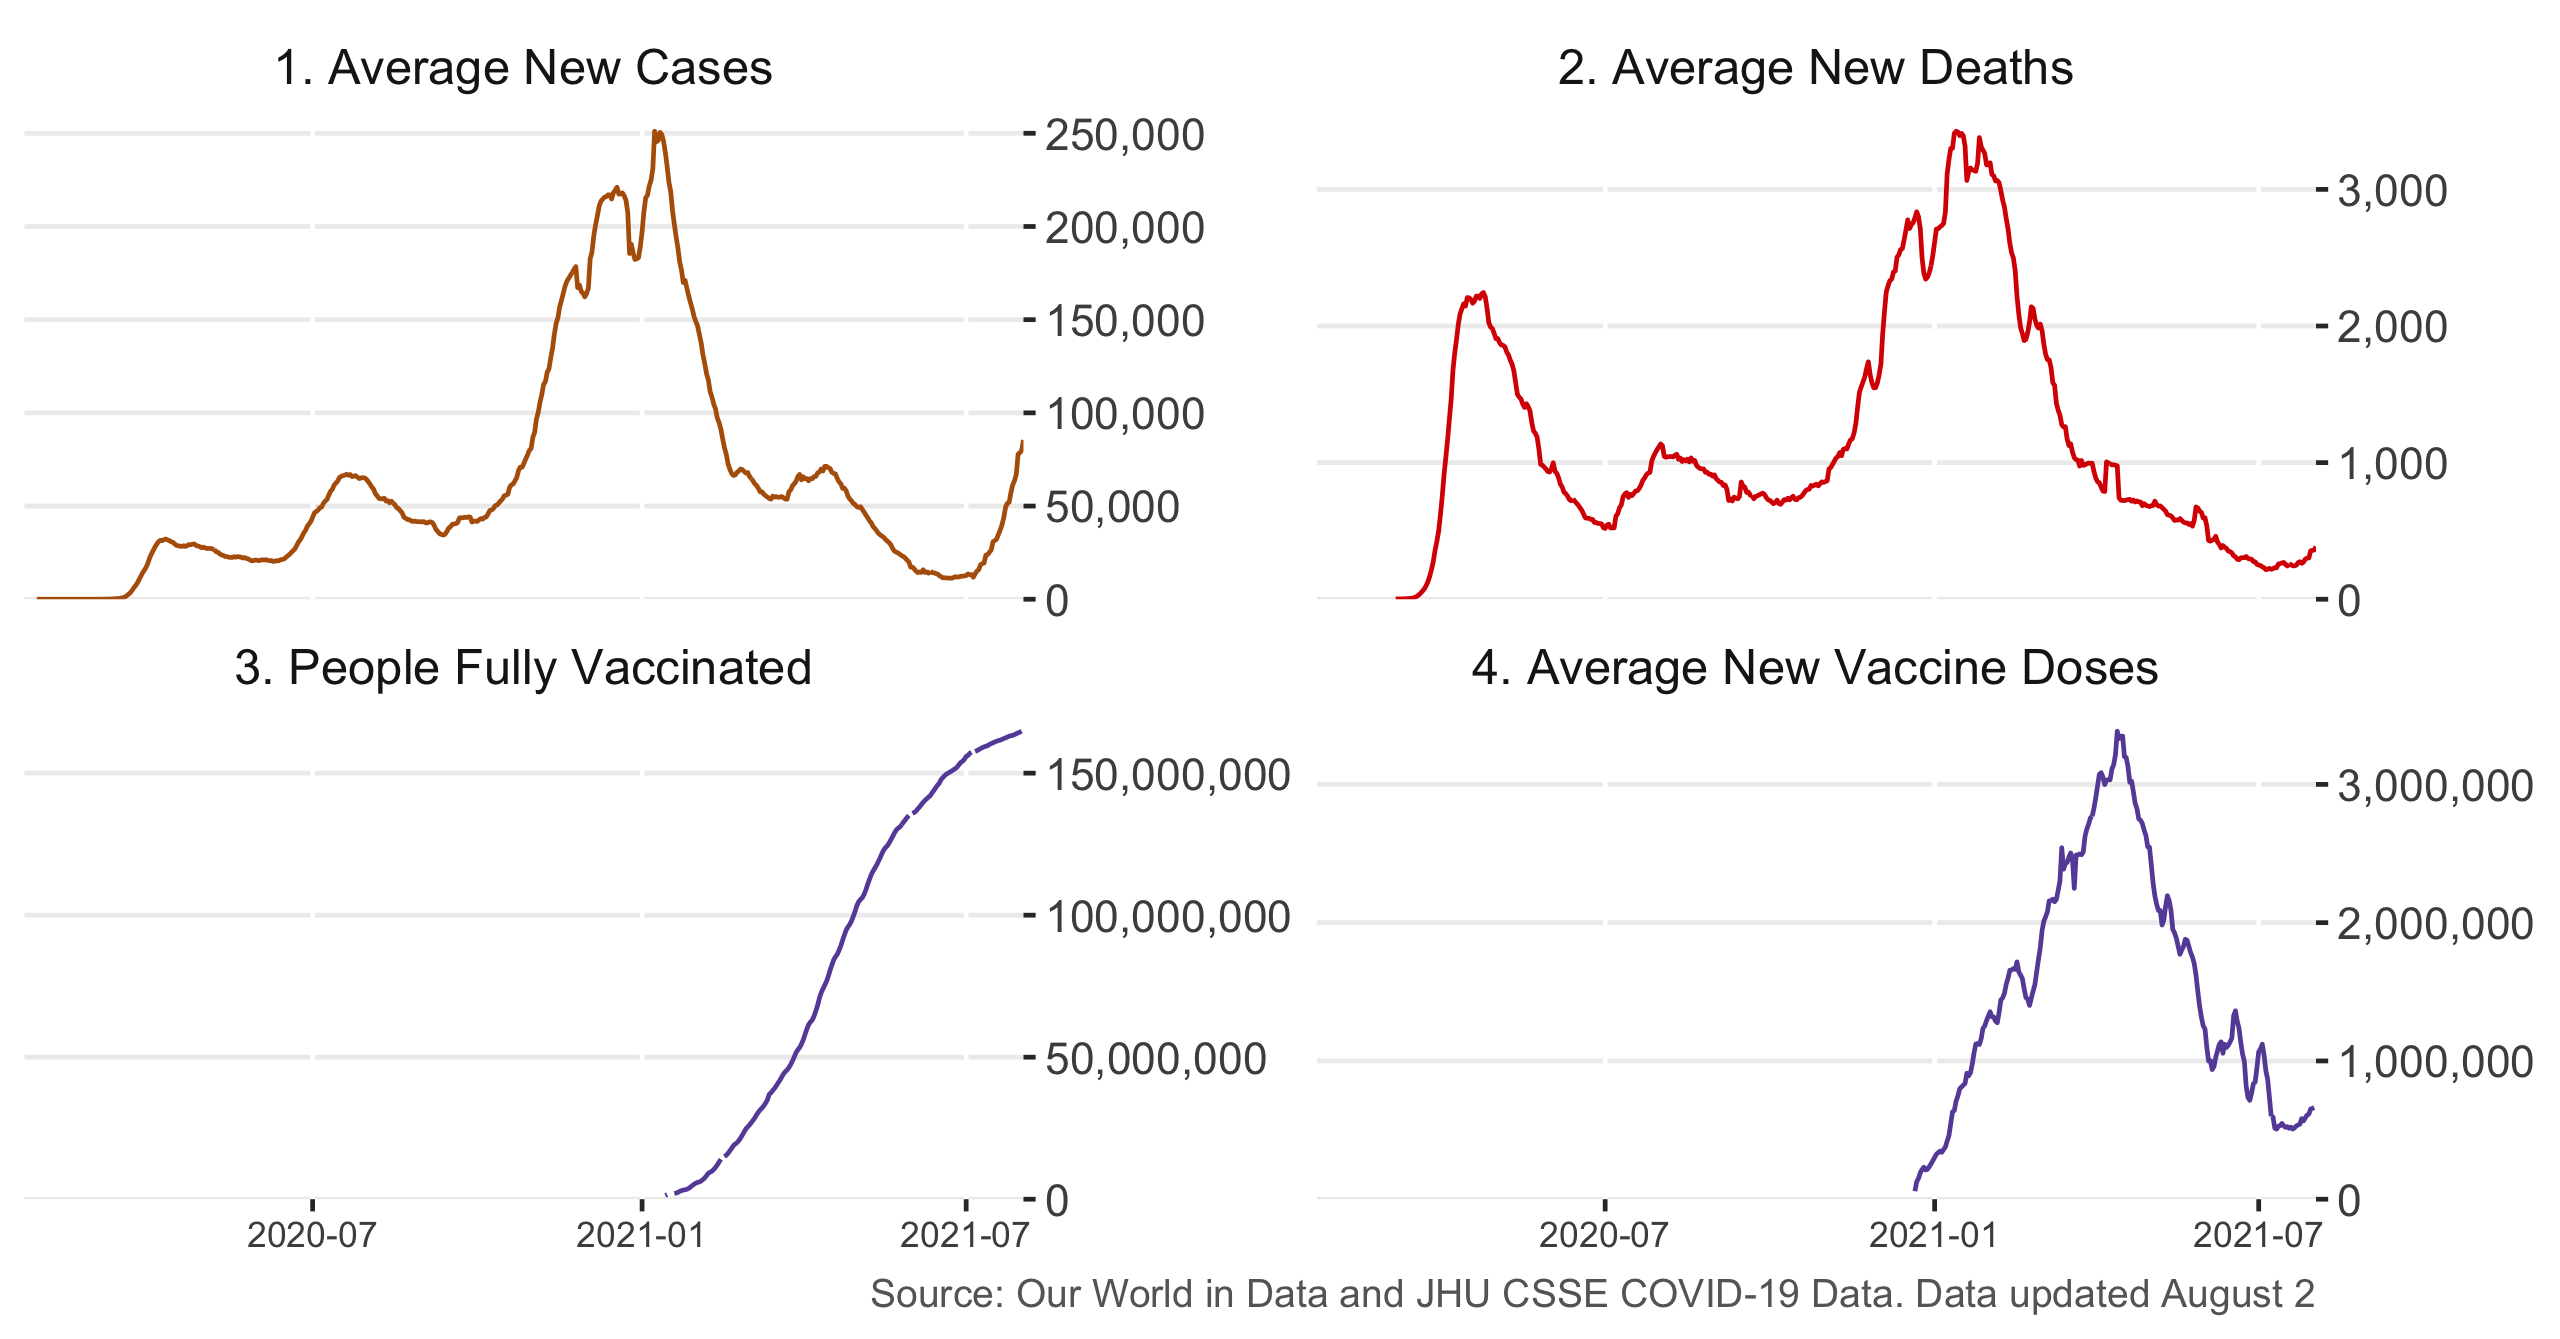 1. Average New Cases
250,000
200,000
150,000
100,000
50,000
0
2. Average New Deaths
3,000
2,000
1,000
0
3. People Fully Vaccinated
150,000,000
100,000,000
50,000,000
0
2020-07 2021-01 2021-07
4. Average New Vaccine Doses
3,000,000
2,000,000
1,000,000
0
2020-07 2021-01 2021-07
Source: Our World in Data and JHU CSSE COVID-19 Data. Data updated August 2